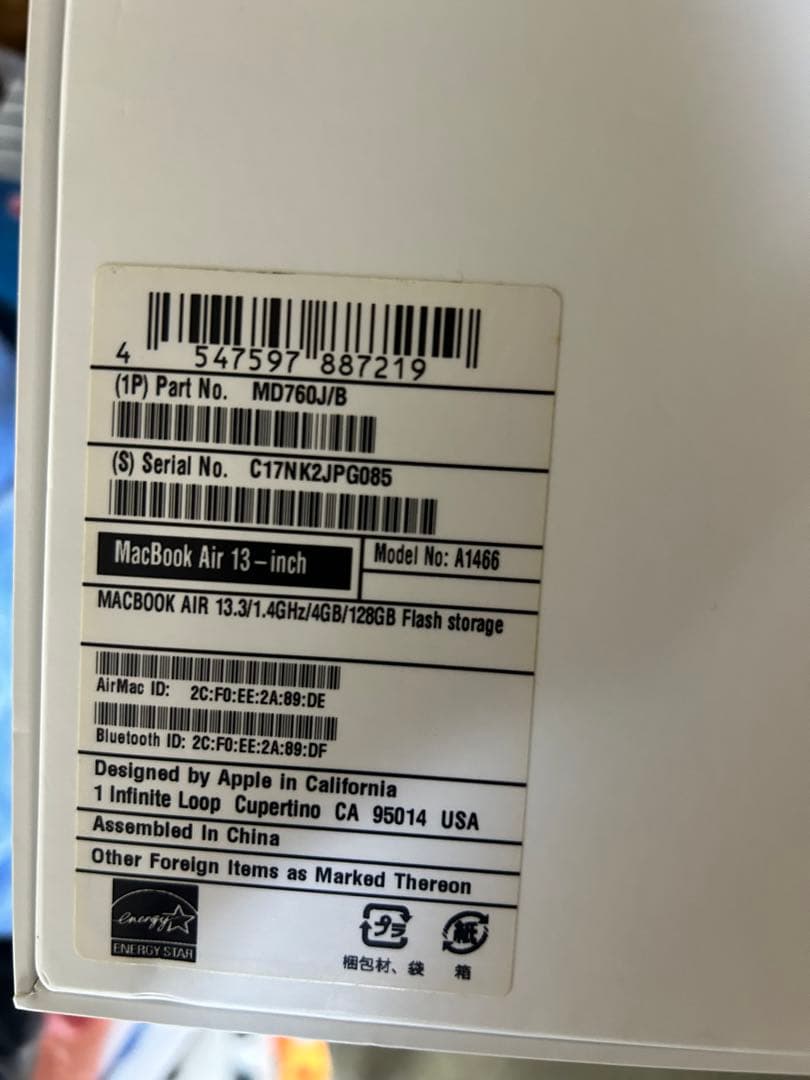 4 547597 887219
(1P) Part No. MD760J/B
(S) Serial No. C17NK2JPG085
MacBook Air 13-inch
Model No: A1466
MACBOOK AIR 13.3/1.4GHz/4GB/128GB Flash storage
AirMac ID: 2C:F0:EE:2A:89:DE
Bluetooth ID: 2C:F0:EE:2A:89:DF
Designed by Apple in California
1 Infinite Loop Cupertino CA 95014 USA
Assembled In China
Other Foreign Items as Marked Thereon
energy
ENERGY STAR
プラ
紙
梱包材、袋
箱